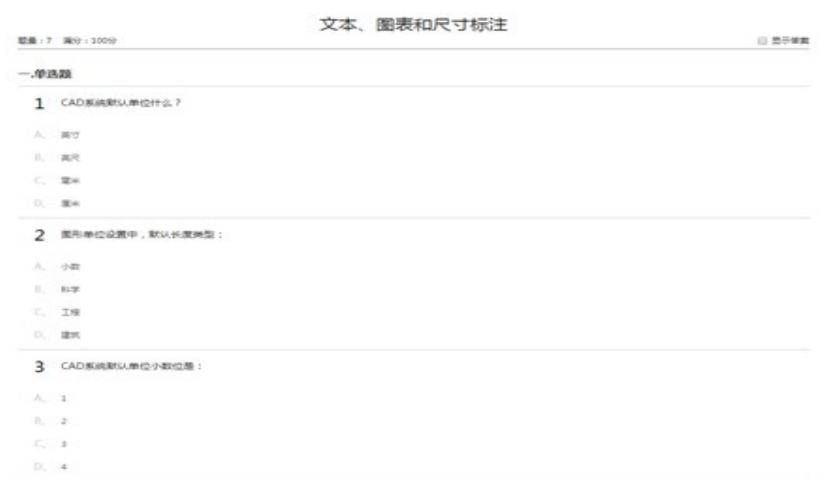 文本、图表和尺寸标注
题量：7 满分：100分
显示答案
一.单选题
1 CAD系统默认单位什么？
A、 英寸
B、 英尺
C、 毫米
D、 厘米
2 图形单位设置中，默认长度类型：
A、 小数
B、 科学
C、 工程
D、 建筑
3 CAD系统默认单位小数位是：
A、 1
B、 2
C、 3
D、 4